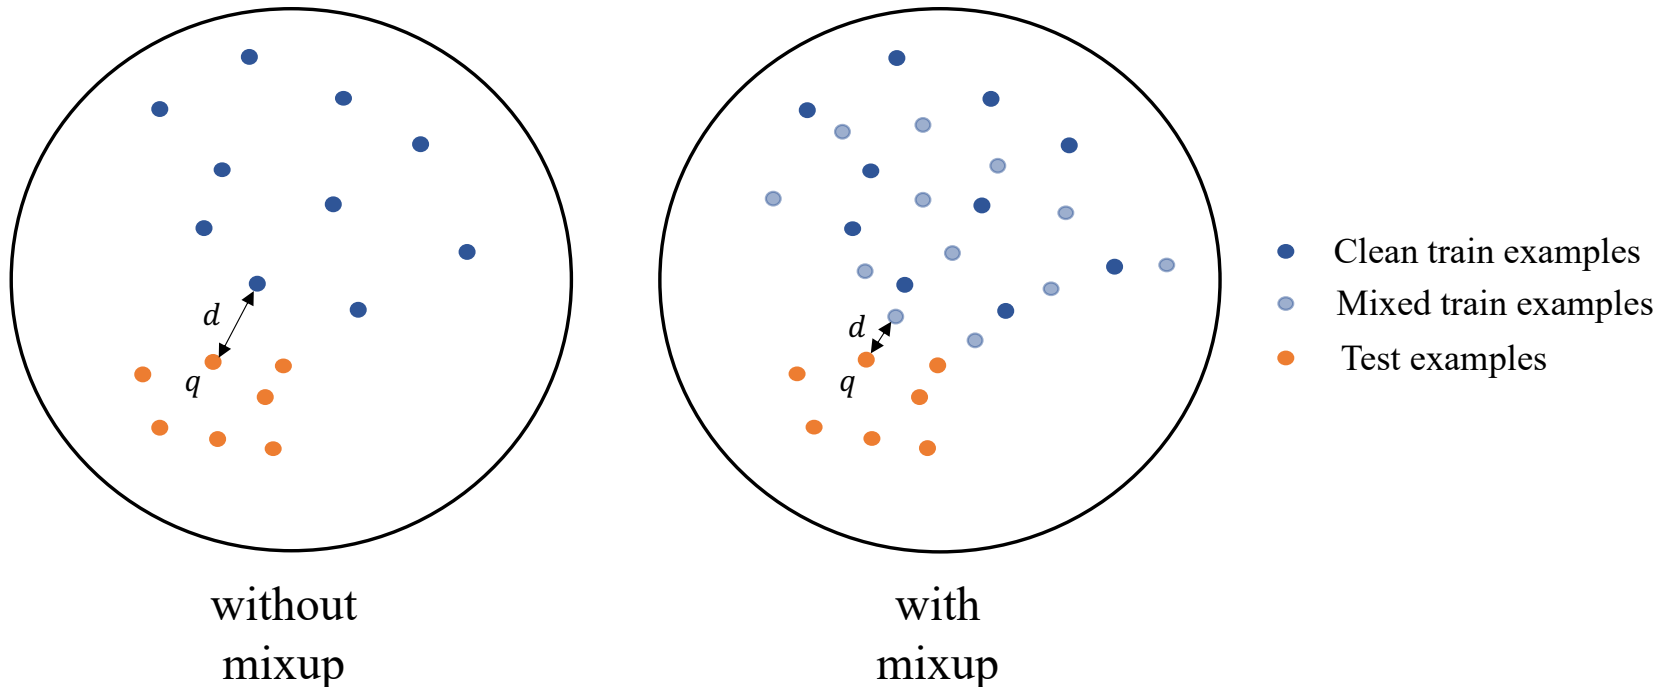 d
q
without
mixup
d
q
with
mixup
Clean train examples
Mixed train examples
Test examples